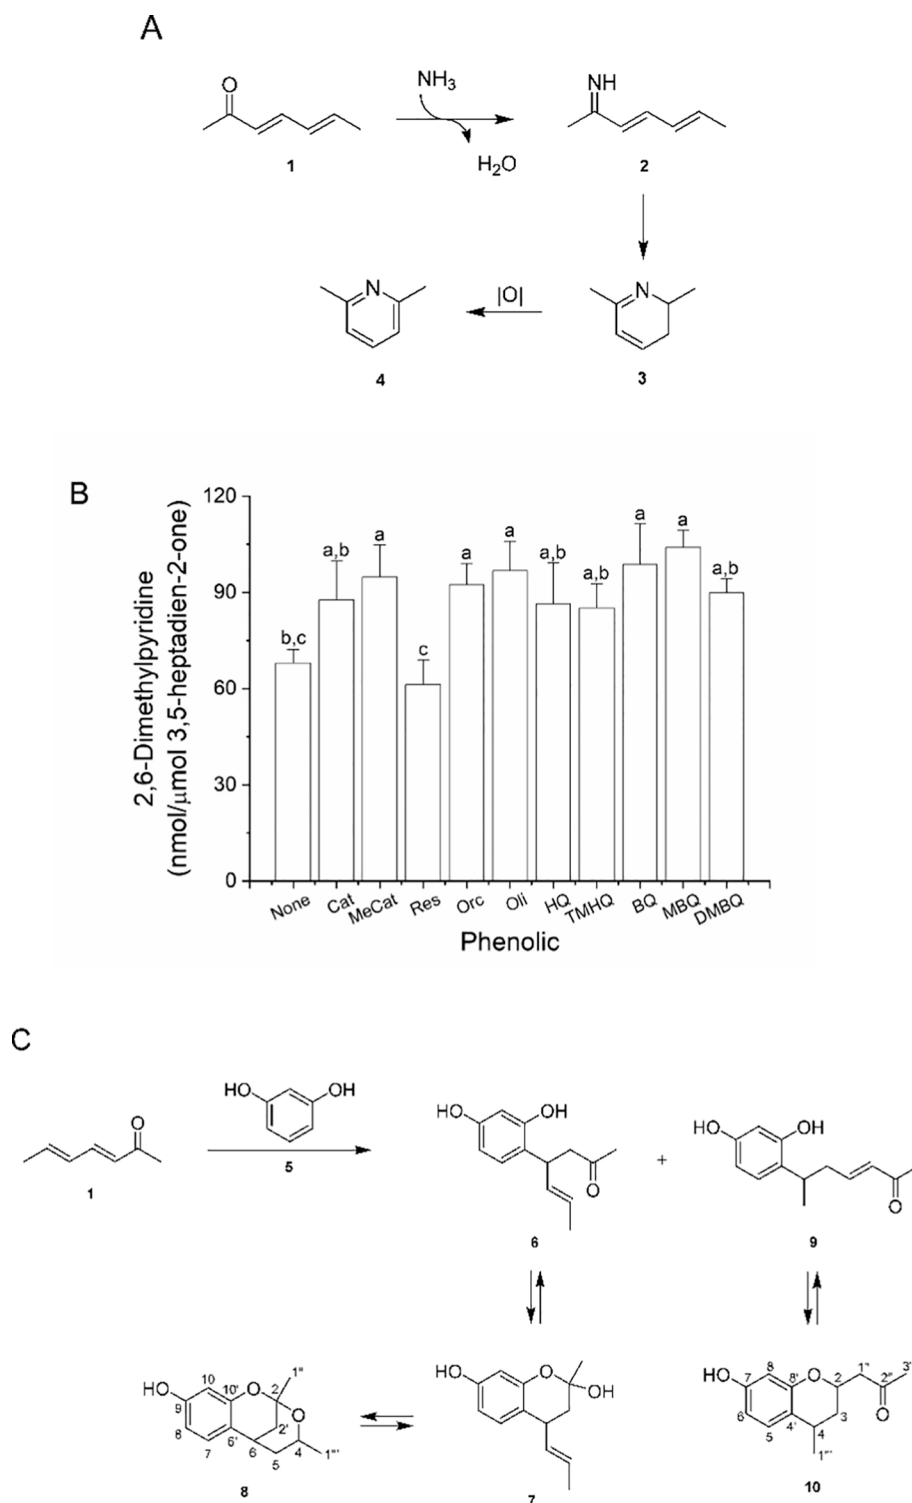 A
O
NH
NH₃
1
H₂O
2
N
|O|
N
4
3
B
120
90
60
30
0
2,6-Dimethylpyridine
(nmol/μmol 3,5-heptadien-2-one)
b,c
a,b
a
c
a
a
a,b
a,b
a
a
a,b
None
Cat
MeCat
Res
Orc
Oli
HQ
TMHQ
BQ
MBQ
DMBQ
Phenolic
C
HO
OH
O
5
1
HO
OH
O
6
+
HO
OH
O
9
HO
10
9
8
7
10'
6'
O
2
1"
2'
O
6
5
4
1"'
8
HO
O
OH
7
HO
7
8
6
5
8'
4'
O
2
1"
2"
3"
O
3
4
1"'
10